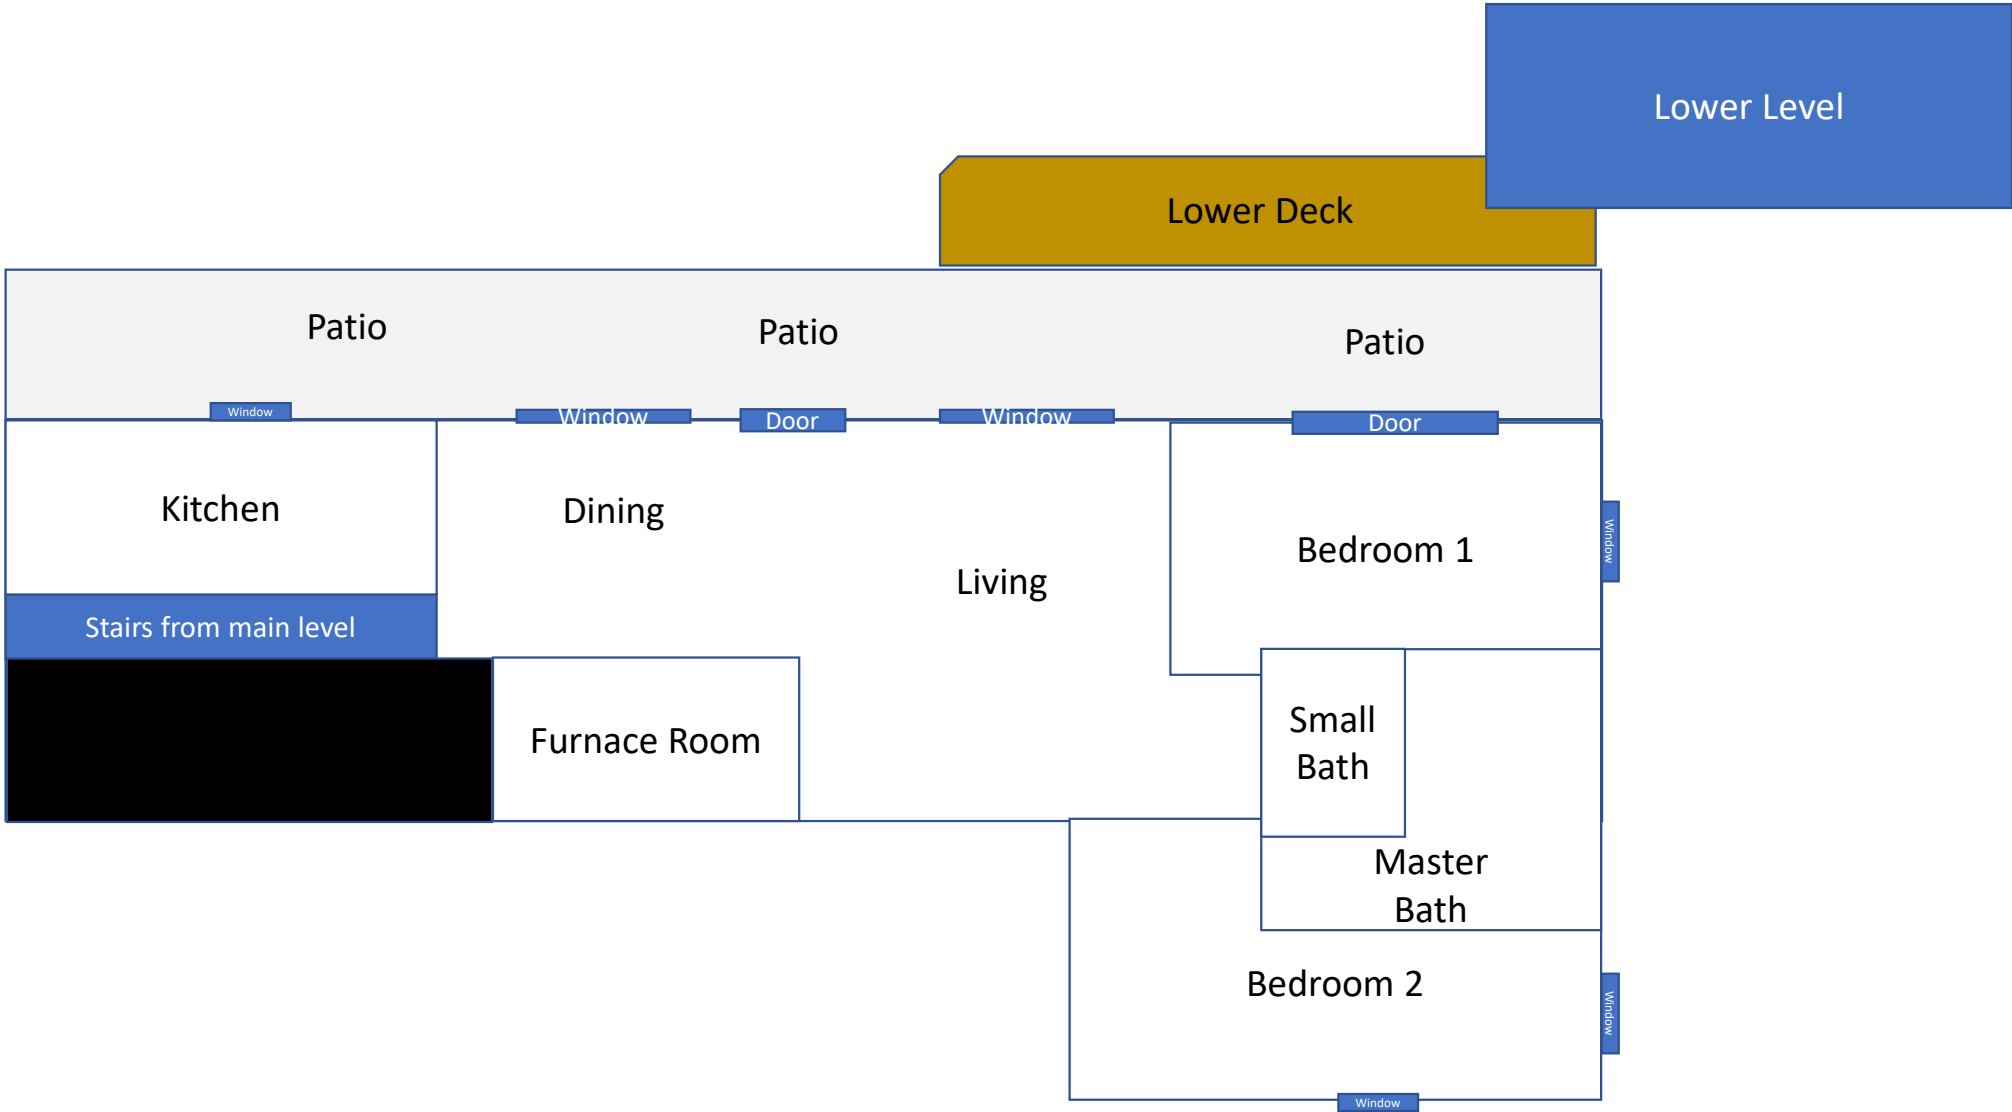 Lower Level
Lower Deck
Patio
Patio
Patio
Window
Window
Door
Window
Door
Kitchen
Dining
Living
Bedroom 1
Window
Stairs from main level
Furnace Room
Small
Bath
Master
Bath
Bedroom 2
Window
Window